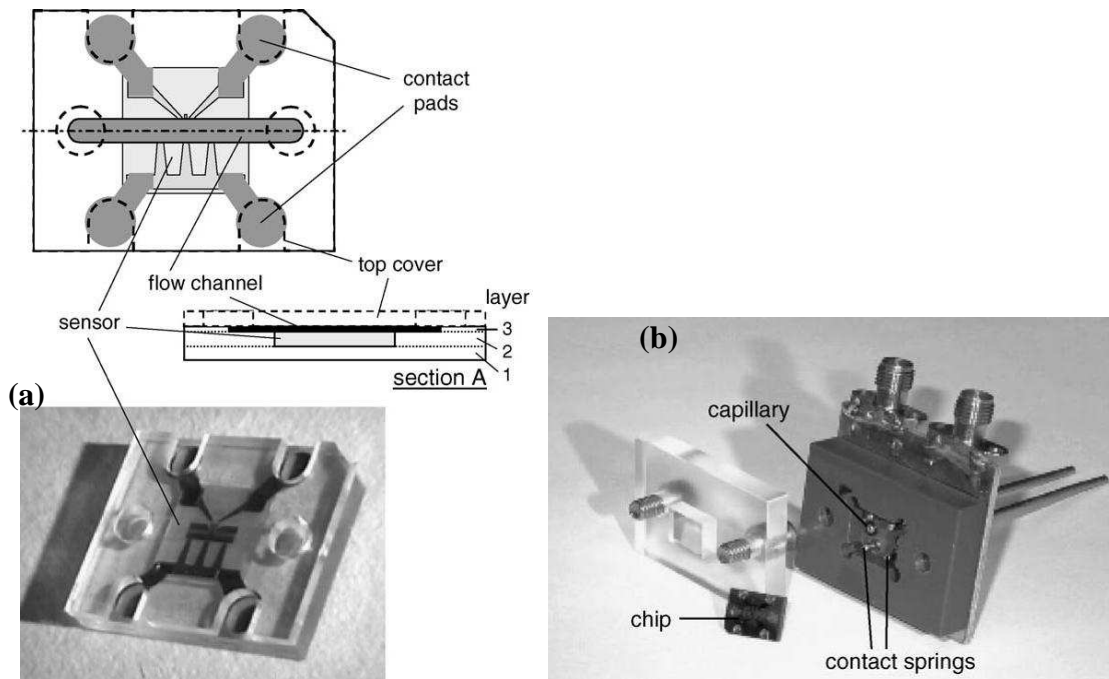 contact
pads
top cover
flow channel
layer
sensor
3
2
1
section A
(a)
(b)
capillary
chip
contact springs